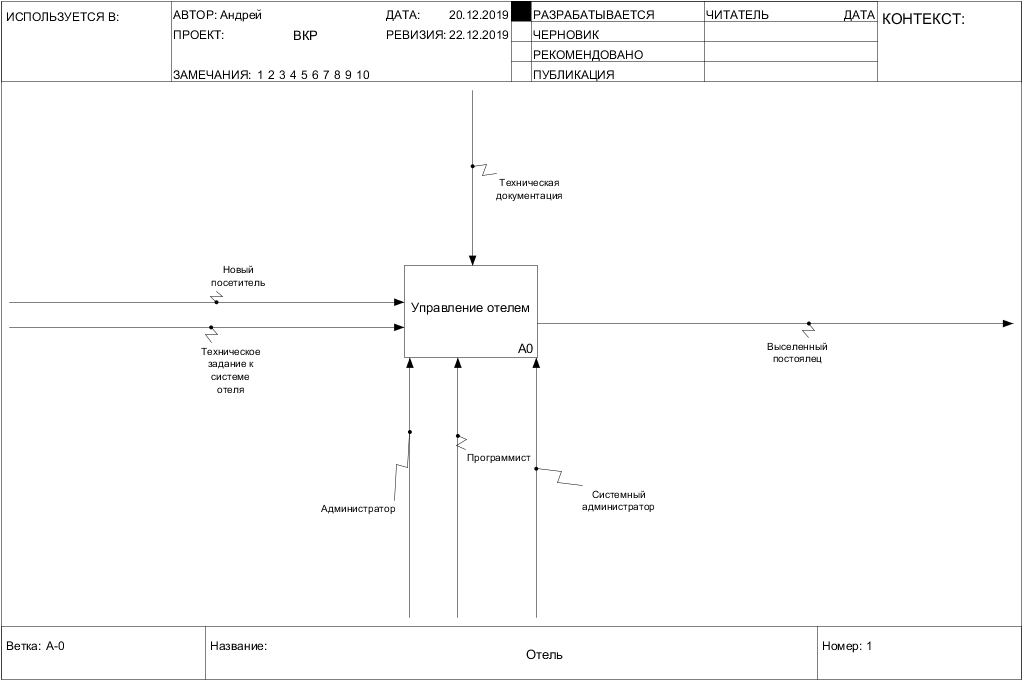 ИСПОЛЬЗУЕТСЯ В:
АВТОР: Андрей
ДАТА: 20.12.2019
РАЗРАБАТЫВАЕТСЯ
ЧИТАТЕЛЬ
ДАТА
КОНТЕКСТ:
ПРОЕКТ: ВКР
РЕВИЗИЯ: 22.12.2019
ЧЕРНОВИК
РЕКОМЕНДОВАНО
ЗАМЕЧАНИЯ: 1 2 3 4 5 6 7 8 9 10
ПУБЛИКАЦИЯ
Техническая
документация
Новый
посетитель
Управление отелем
A0
Техническое
задание к
системе
отеля
Выселенный
постоялец
Программист
Администратор
Системный
администратор
Ветка: A-0
Название:
Отель
Номер: 1